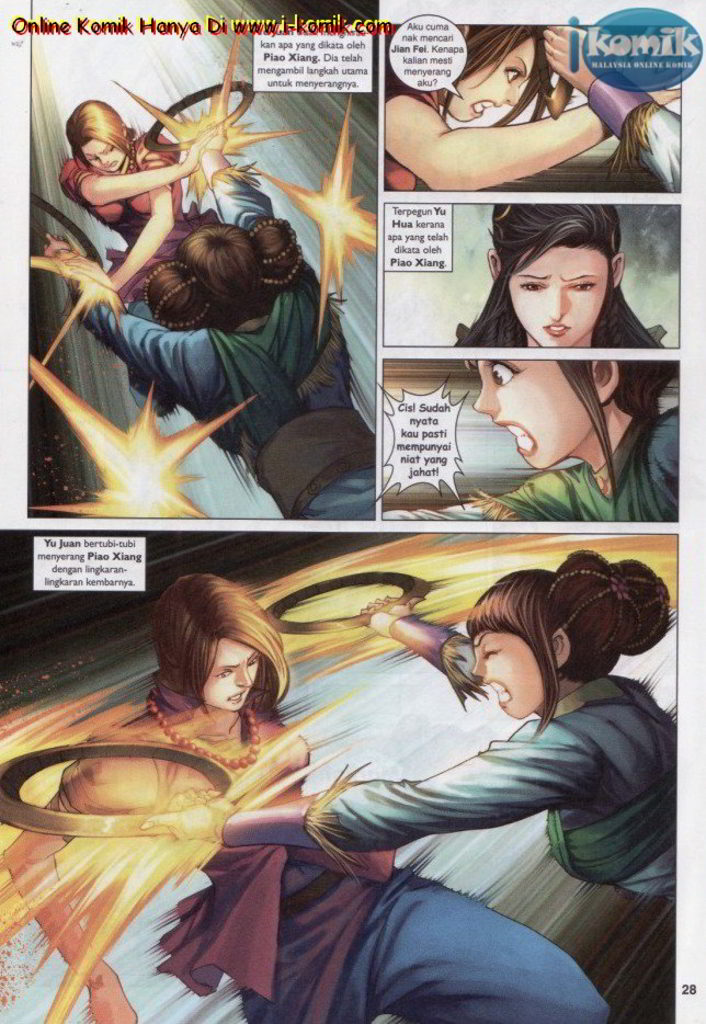 Online Komik Hanya Di www.i-komik.com
kan apa yang dikata oleh
Piao Xiang. Dia telah
mengambil langkah utama
untuk menyerangnya.
Aku cuma
nak mencari
Jian Fei. Kenapa
kalian mesti
menyerang
aku?
ikomik
MALAYSIA ONLINE KOMIK
Terpegun Yu
Hua kerana
apa yang telah
dikata oleh
Piao Xiang.
Cis! Sudah
nyata
kau pasti
mempunyai
niat yang
jahat!
Yu Juan bertubi-tubi
menyerang Piao Xiang
dengan lingkaran-
lingkaran kembarnya.
28